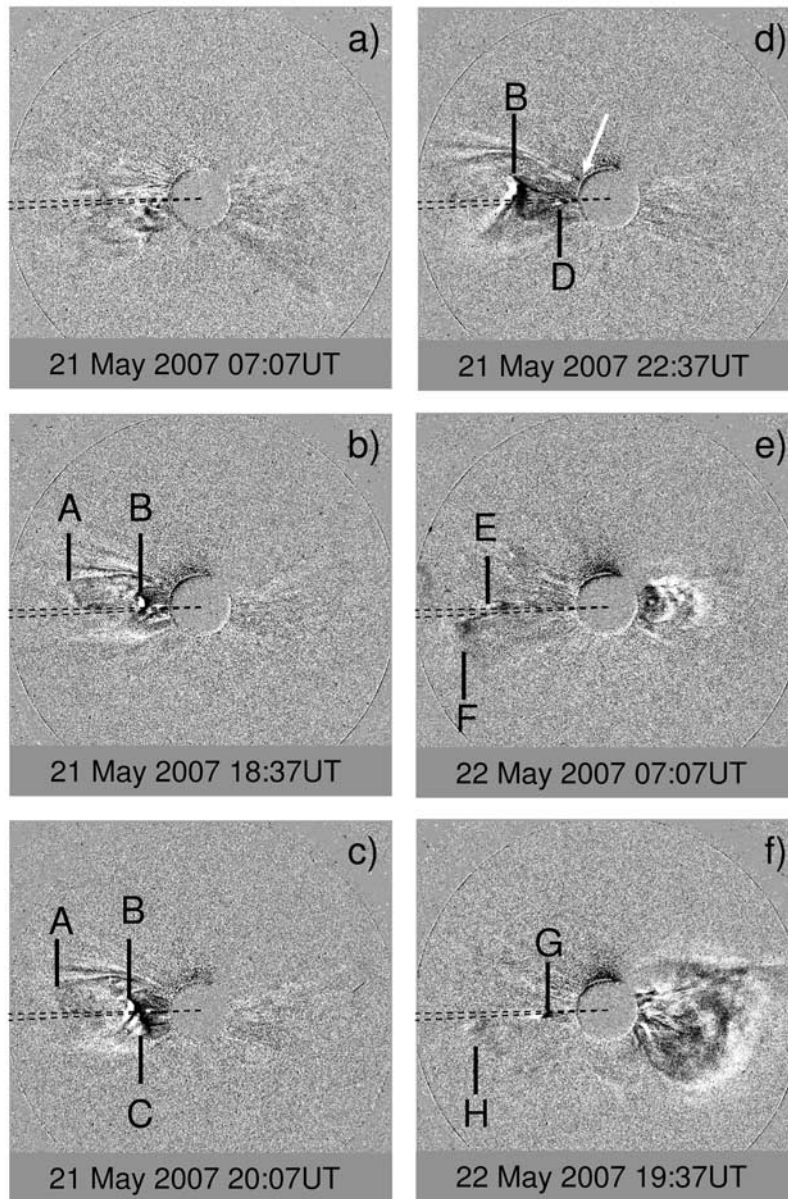 a)
21 May 2007 07:07UT
b)
A B
21 May 2007 18:37UT
c)
A B
C
21 May 2007 20:07UT
d)
B
D
21 May 2007 22:37UT
e)
E
F
22 May 2007 07:07UT
f)
G
H
22 May 2007 19:37UT